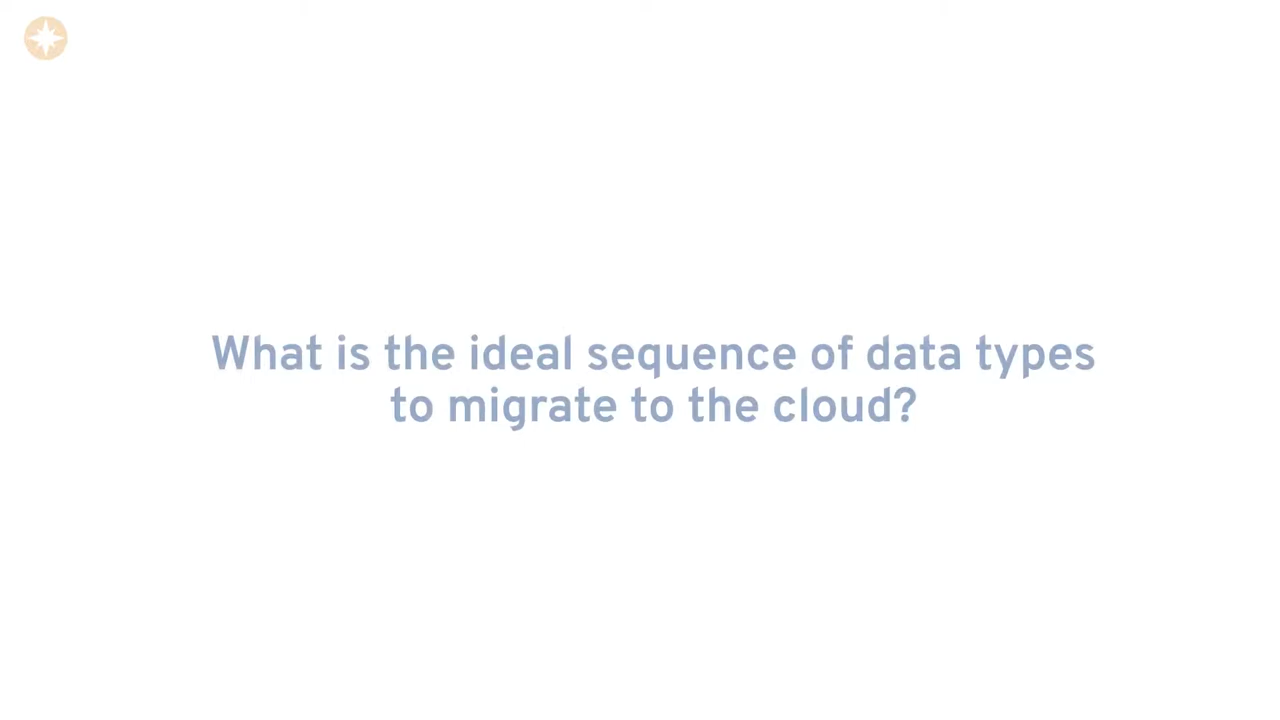 What is the ideal sequence of data types
to migrate to the cloud?